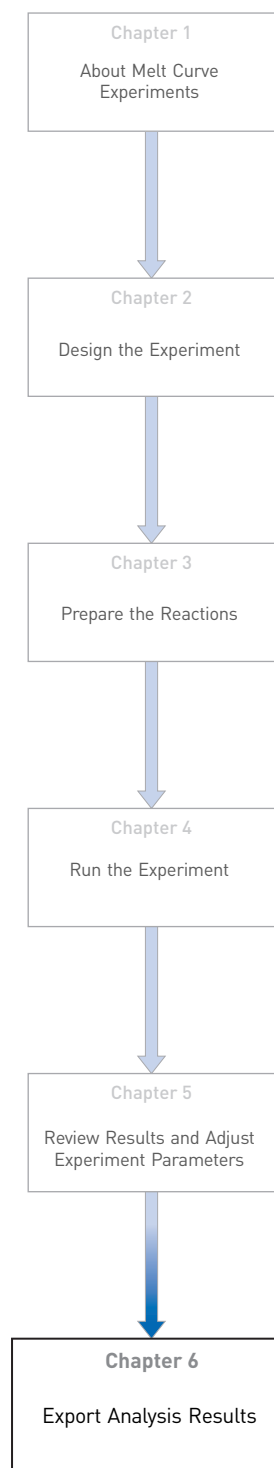 Chapter 1
About Melt Curve
Experiments
Chapter 2
Design the Experiment
Chapter 3
Prepare the Reactions
Chapter 4
Run the Experiment
Chapter 5
Review Results and Adjust
Experiment Parameters
Chapter 6
Export Analysis Results